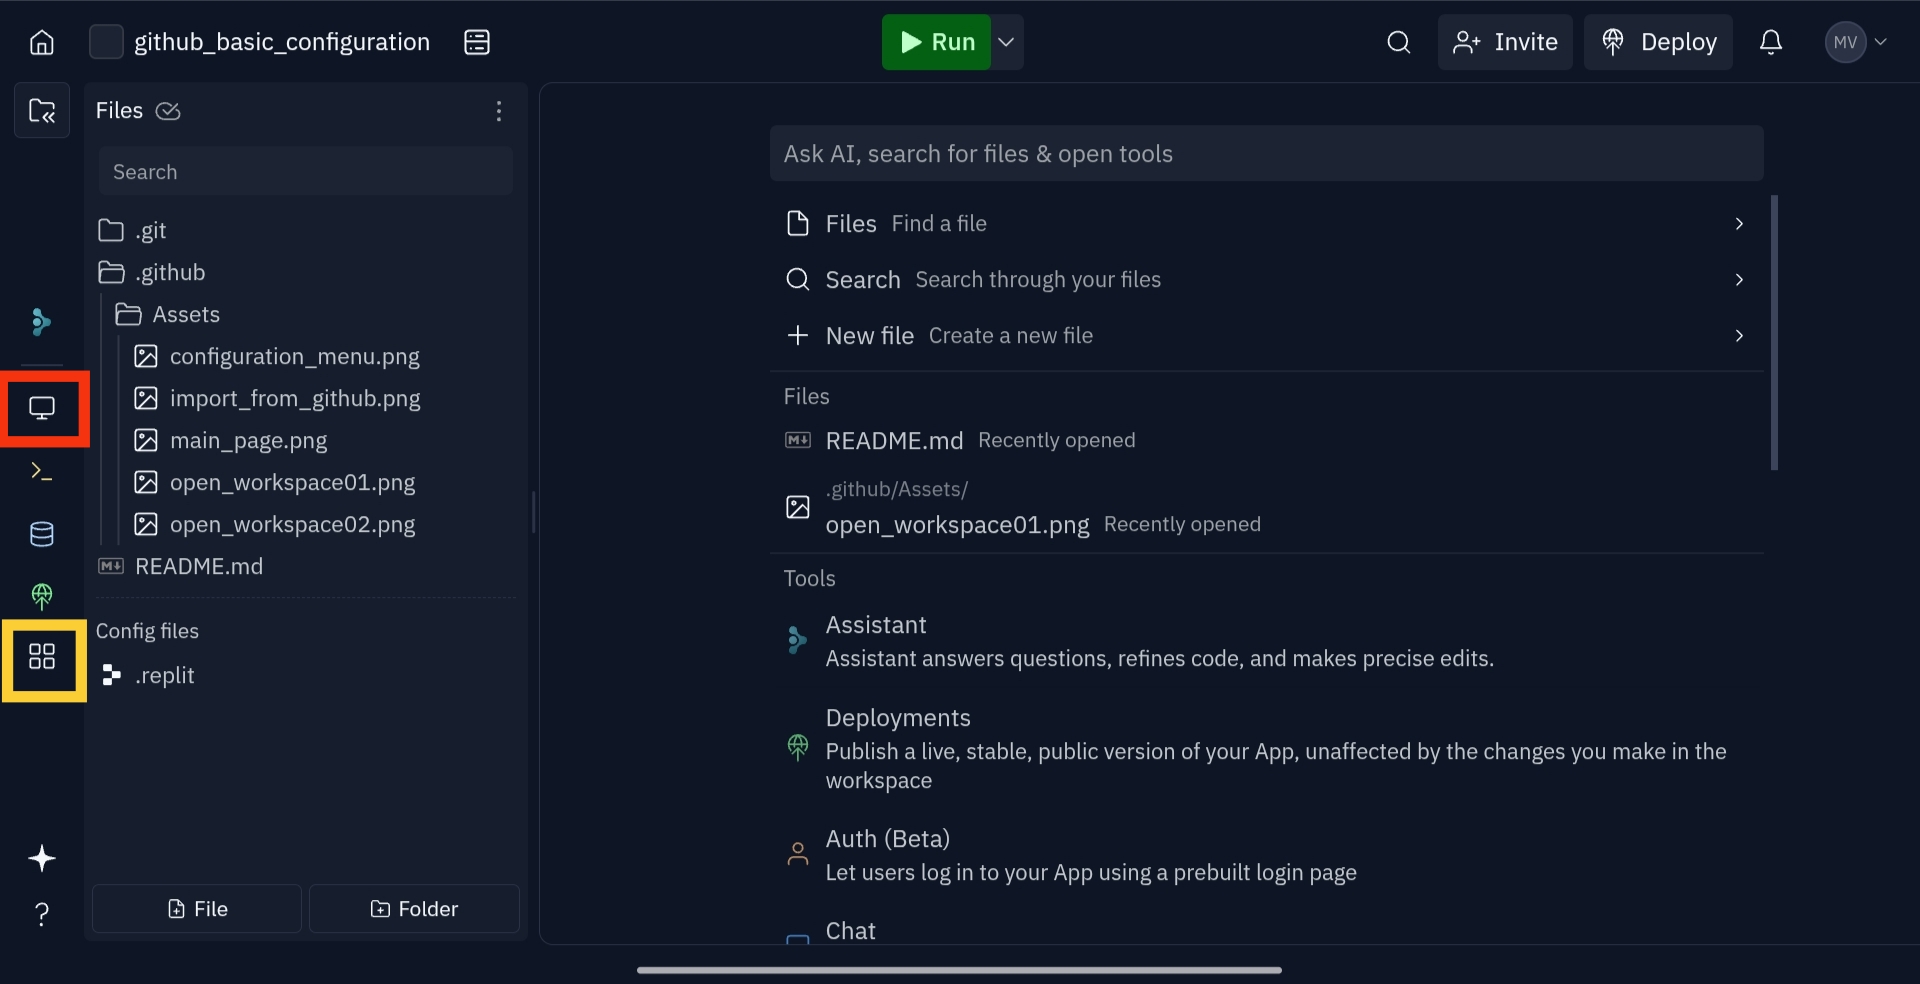 github_basic_configuration
Run
Invite
Deploy
MV
Files
Search
.git
.github
Assets
configuration_menu.png
import_from_github.png
main_page.png
open_workspace01.png
open_workspace02.png
README.md
Config files
.replit
File
Folder
Ask AI, search for files & open tools
Files Find a file
Search Search through your files
New file Create a new file
Files
README.md Recently opened
.github/Assets/
open_workspace01.png Recently opened
Tools
Assistant
Assistant answers questions, refines code, and makes precise edits.
Deployments
Publish a live, stable, public version of your App, unaffected by the changes you make in the
workspace
Auth (Beta)
Let users log in to your App using a prebuilt login page
Chat